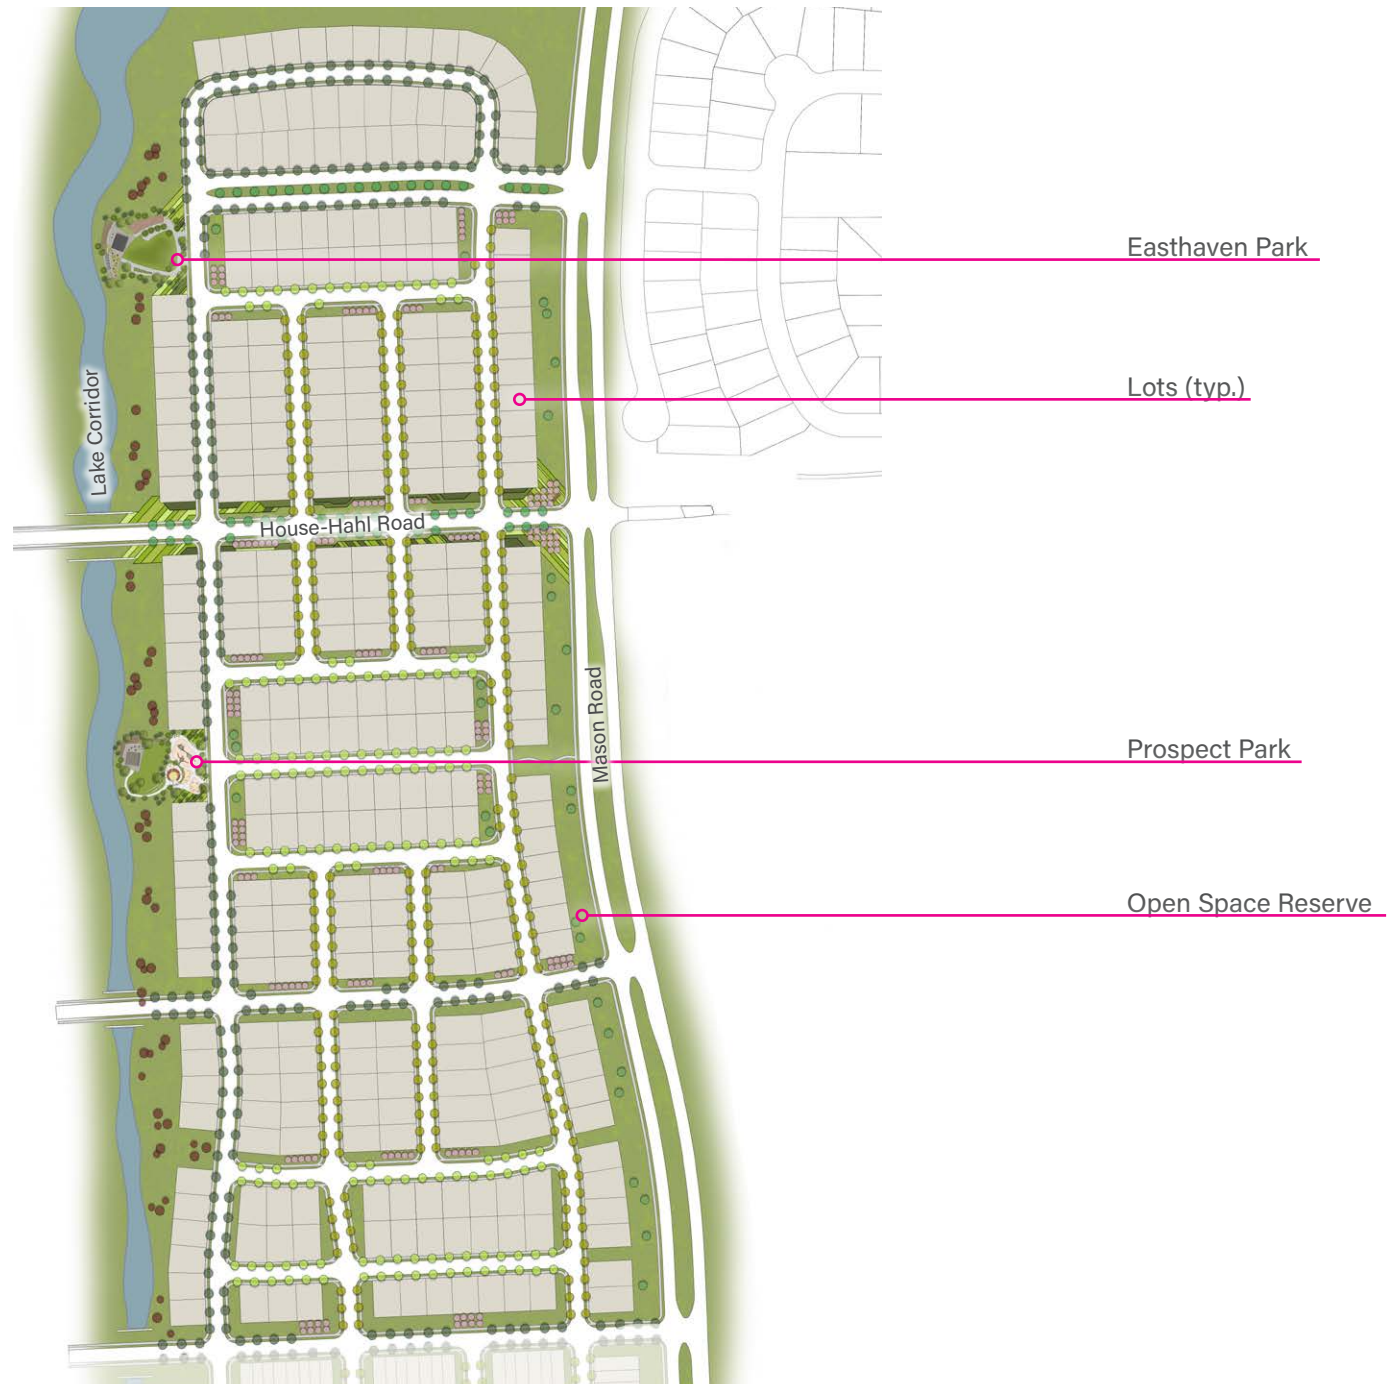 Easthaven Park
Lots (typ.)
Lake Corridor
House-Hahl Road
Mason Road
Prospect Park
Open Space Reserve